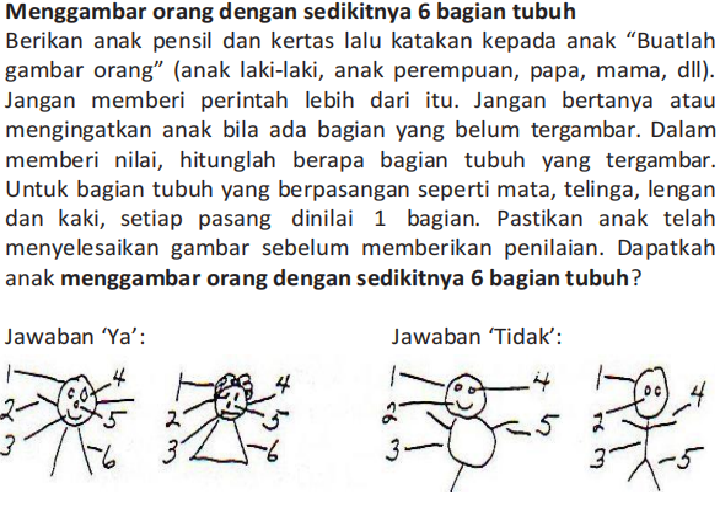 Menggambar orang dengan sedikitnya 6 bagian tubuh
Berikan anak pensil dan kertas lalu katakan kepada anak “Buatlah
gambar orang” (anak laki-laki, anak perempuan, papa, mama, dll).
Jangan memberi perintah lebih dari itu. Jangan bertanya atau
mengingatkan anak bila ada bagian yang belum tergambar. Dalam
memberi nilai, hitunglah berapa bagian tubuh yang tergambar.
Untuk bagian tubuh yang berpasangan seperti mata, telinga, lengan
dan kaki, setiap pasang dinilai 1 bagian. Pastikan anak telah
menyelesaikan gambar sebelum memberikan penilaian. Dapatkah
anak menggambar orang dengan sedikitnya 6 bagian tubuh?
Jawaban ‘Ya’: Jawaban ‘Tidak’:
1 4 1 4 1 4 1 4
2 5 2 5 2 5 2
3 6 3 6 3 3 5